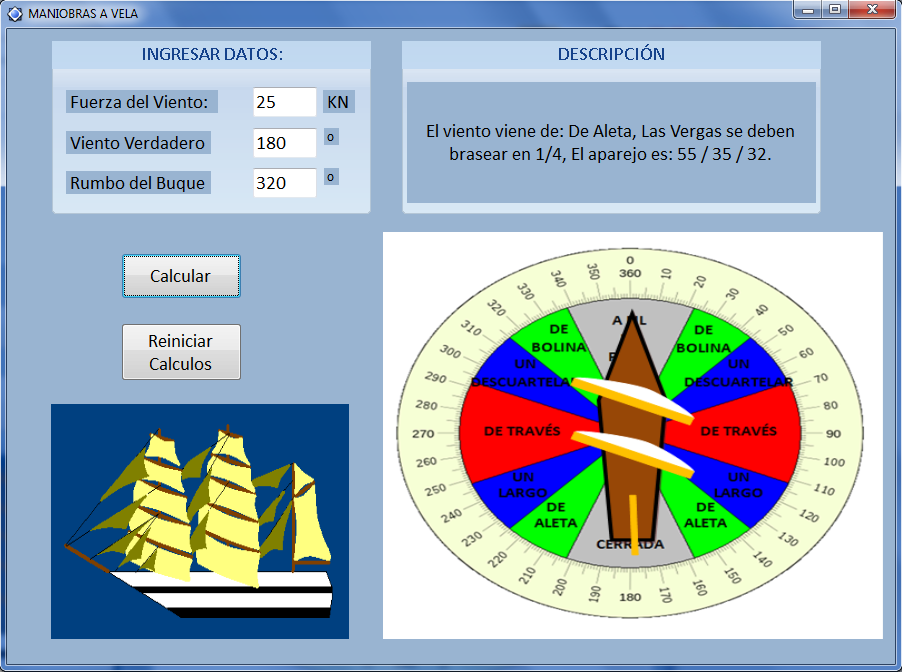 MANIOBRAS A VELA
INGRESAR DATOS:
Fuerza del Viento: 25 KN
Viento Verdadero 180 º
Rumbo del Buque 320 º
DESCRIPCIÓN
El viento viene de: De Aleta, Las Vergas se deben
brasear en 1/4, El aparejo es: 55 / 35 / 32.
Calcular
Reiniciar
Calculos
0
360
10
20
30
40
50
60
70
80
90
100
110
120
130
140
150
160
170
180
190
200
210
220
230
240
250
260
270
280
290
300
310
320
330
340
350
DE
BOLINA
DE
BOLINA
UN
UN
DESCUARTELAR
DE TRAVÉS
DE TRAVÉS
UN
LARGO
UN
LARGO
DE
ALETA
DE
ALETA